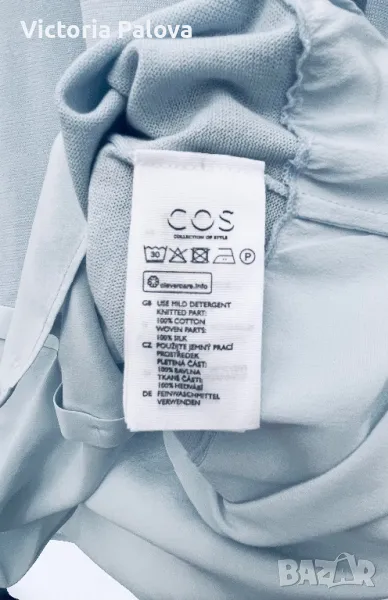 Victoria Palova
COS
COLLECTION OF STYLE
30
P
clevercare.info
GB USE MILD DETERGENT
KNITTED PART:
100% COTTON
WOVEN PARTS:
100% SILK
CZ POUŽIJTE JEMNÝ PRACÍ
PROSTŘEDEK
PLETENÁ ČÁST:
100% BAVLNA
TKANÉ ČÁSTI:
100% HEDVÁBÍ
DE FEINWASCHMITTEL
VERWENDEN
BAZAR